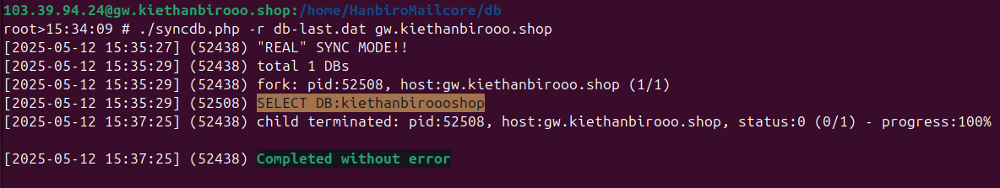 103.39.94.24@gw.kiethanbirooo.shop:/home/HanbiroMailcore/db
root>15:34:09 # ./syncdb.php -r db-last.dat gw.kiethanbirooo.shop
[2025-05-12 15:35:27] (52438) "REAL" SYNC MODE!!
[2025-05-12 15:35:29] (52438) total 1 DBs
[2025-05-12 15:35:29] (52438) fork: pid:52508, host:gw.kiethanbirooo.shop (1/1)
[2025-05-12 15:35:29] (52508) SELECT DB:kiethanbiroooshop
[2025-05-12 15:37:25] (52438) child terminated: pid:52508, host:gw.kiethanbirooo.shop, status:0 (0/1) - progress:100%
[2025-05-12 15:37:25] (52438) Completed without error